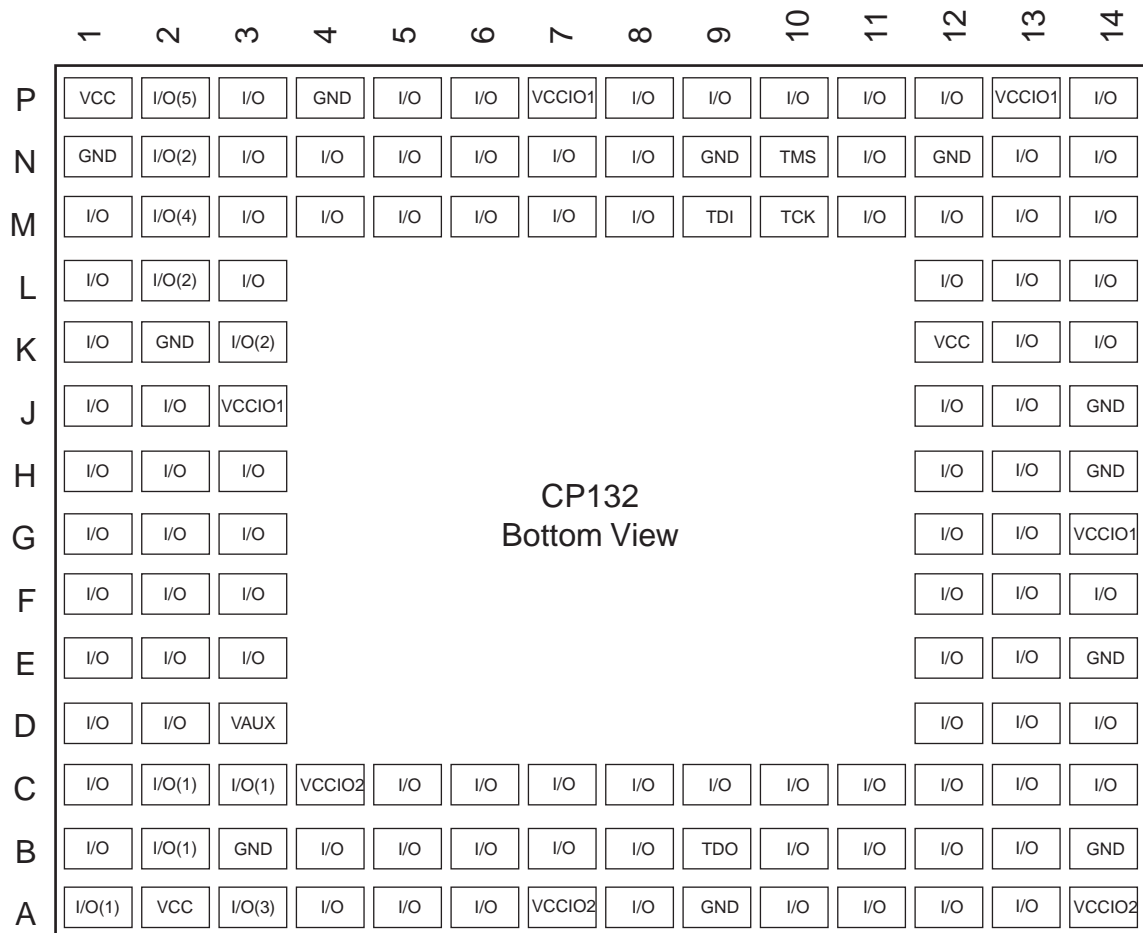 1 2 3 4 5 6 7 8 9 10 11 12 13 14
P VCC I/O(5) I/O GND I/O I/O VCCIO1 I/O I/O I/O I/O I/O VCCIO1 I/O
N GND I/O(2) I/O I/O I/O I/O I/O I/O GND TMS I/O GND I/O I/O
M I/O I/O(4) I/O I/O I/O I/O I/O I/O TDI TCK I/O I/O I/O I/O
L I/O I/O(2) I/O I/O I/O I/O
K I/O GND I/O(2) VCC I/O I/O
J I/O I/O VCCIO1 I/O I/O GND
H I/O I/O I/O I/O I/O GND
CP132
Bottom View
G I/O I/O I/O I/O I/O VCCIO1
F I/O I/O I/O I/O I/O I/O
E I/O I/O I/O I/O I/O GND
D I/O I/O VAUX I/O I/O I/O
C I/O I/O(1) I/O(1) VCCIO2 I/O I/O I/O I/O I/O I/O I/O I/O I/O I/O
B I/O I/O(1) GND I/O I/O I/O I/O I/O TDO I/O I/O I/O I/O GND
A I/O(1) VCC I/O(3) I/O I/O I/O VCCIO2 I/O GND I/O I/O I/O I/O VCCIO2